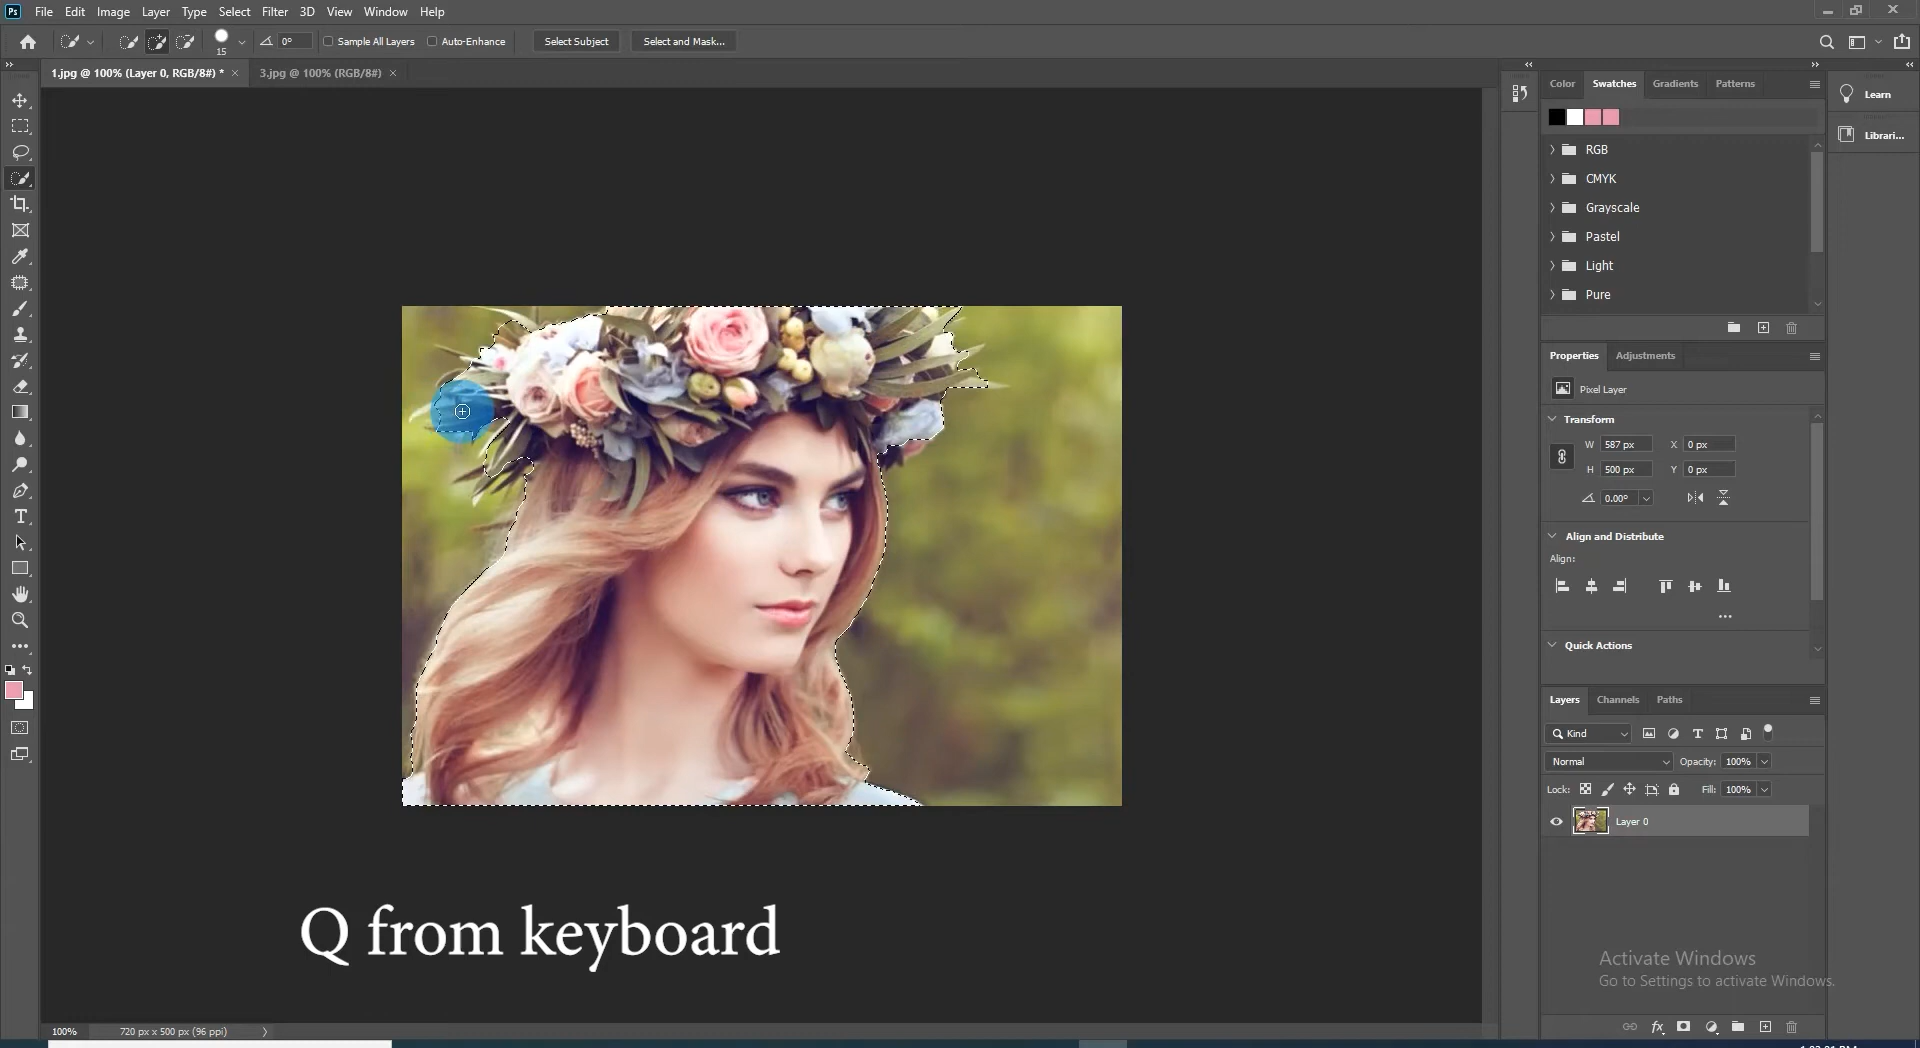 Ps File Edit Image Layer Type Select Filter 3D View Window Help
15 0° Sample All Layers Auto-Enhance Select Subject Select and Mask...
1.jpg @ 100% (Layer 0, RGB/8#) * × 3.jpg @ 100% (RGB/8#) ×
Color Swatches Gradients Patterns
Learn
Librari...
RGB
CMYK
Grayscale
Pastel
Light
Pure
Properties Adjustments
Pixel Layer
Transform
W 587 px X 0 px
H 500 px Y 0 px
0.00°
Align and Distribute
Align:
Quick Actions
Layers Channels Paths
Kind
Normal Opacity: 100%
Lock: Fill: 100%
Layer 0
Q from keyboard
Activate Windows
Go to Settings to activate Windows.
100% 720 px x 500 px (96 ppi)
fx